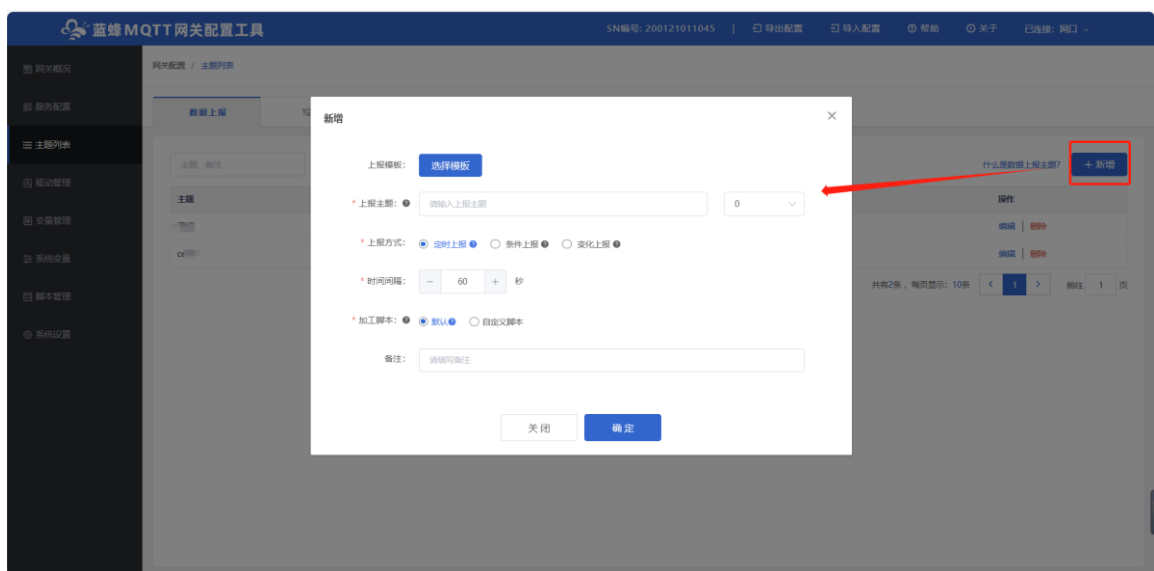 蓝蜂MQTT网关配置工具
SN编号: 200121011045 | 导出配置 导入配置 帮助 关于 已连接: 网口
网关概况
网关配置 / 主题列表
服务配置
数据上报
主题列表
主题、备注
什么是数据上报主题? + 新增
驱动管理
主题 操作
变量管理
编辑 | 删除
系统变量
编辑 | 删除
共有2条，每页显示: 10条 < 1 > 前往 1 页
脚本管理
系统设置
新增
上报模板: 选择模板
* 上报主题: 请输入上报主题 0
* 上报方式: 定时上报 条件上报 变化上报
* 时间间隔: − 60 + 秒
* 加工脚本: 默认 自定义脚本
备注: 请填写备注
关闭 确定